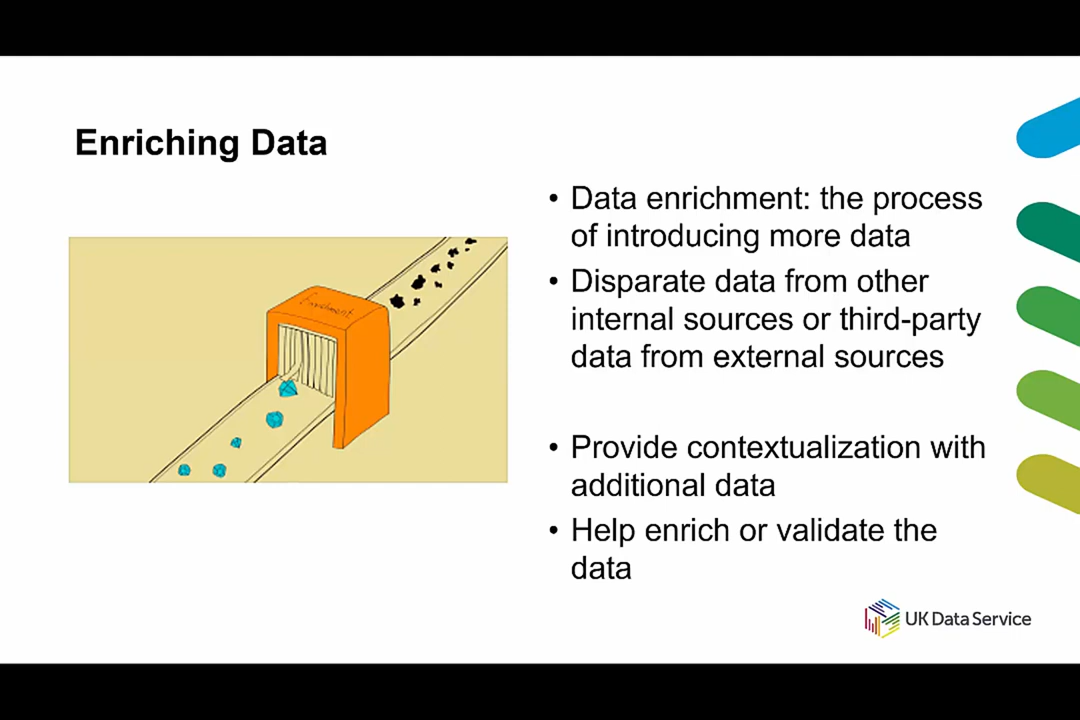 Enriching Data
Enrichment
• Data enrichment: the process
of introducing more data
• Disparate data from other
internal sources or third-party
data from external sources
• Provide contextualization with
additional data
• Help enrich or validate the
data
UK Data Service